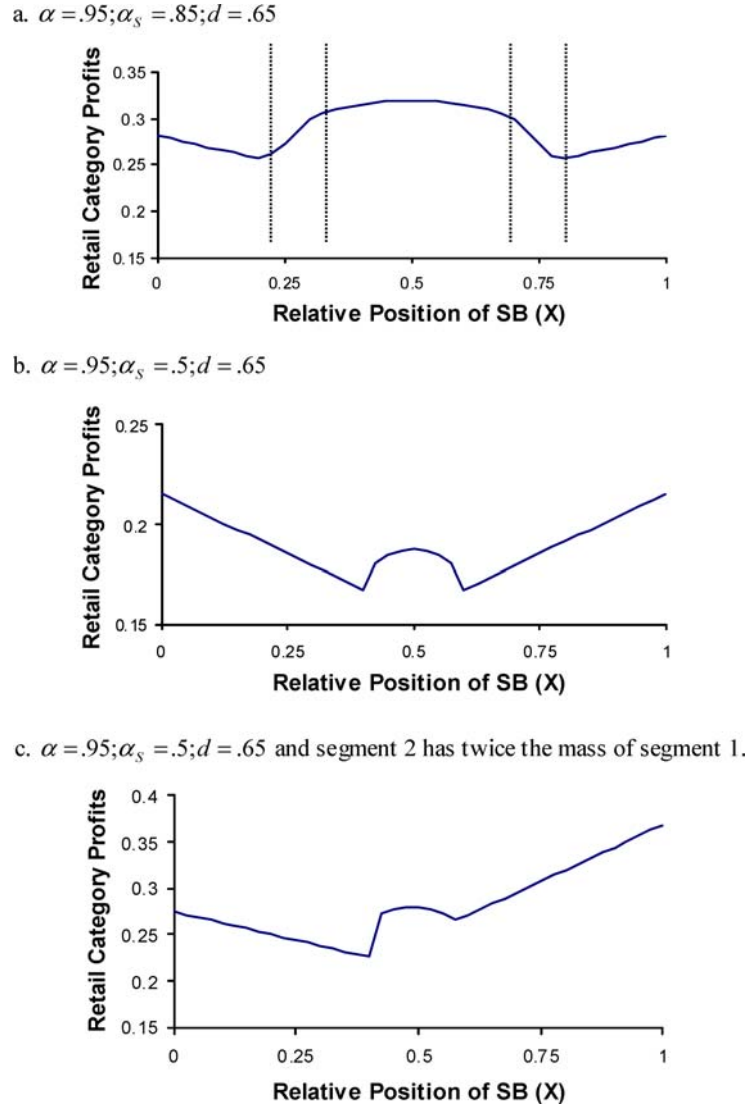 a. α = .95; α_S = .85; d = .65
Retail Category Profits
0.35
0.3
0.25
0.2
0.15
0 0.25 0.5 0.75 1
Relative Position of SB (X)
b. α = .95; α_S = .5; d = .65
Retail Category Profits
0.25
0.2
0.15
0 0.25 0.5 0.75 1
Relative Position of SB (X)
c. α = .95; α_S = .5; d = .65 and segment 2 has twice the mass of segment 1.
Retail Category Profits
0.4
0.35
0.3
0.25
0.2
0.15
0 0.25 0.5 0.75 1
Relative Position of SB (X)